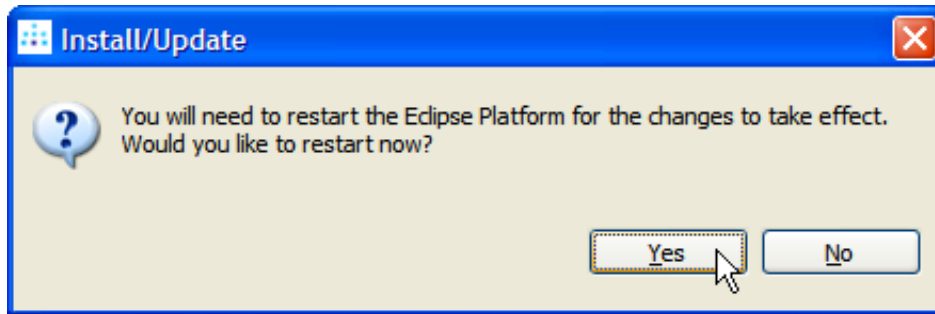 Install/Update
You will need to restart the Eclipse Platform for the changes to take effect.
Would you like to restart now?
Yes
No